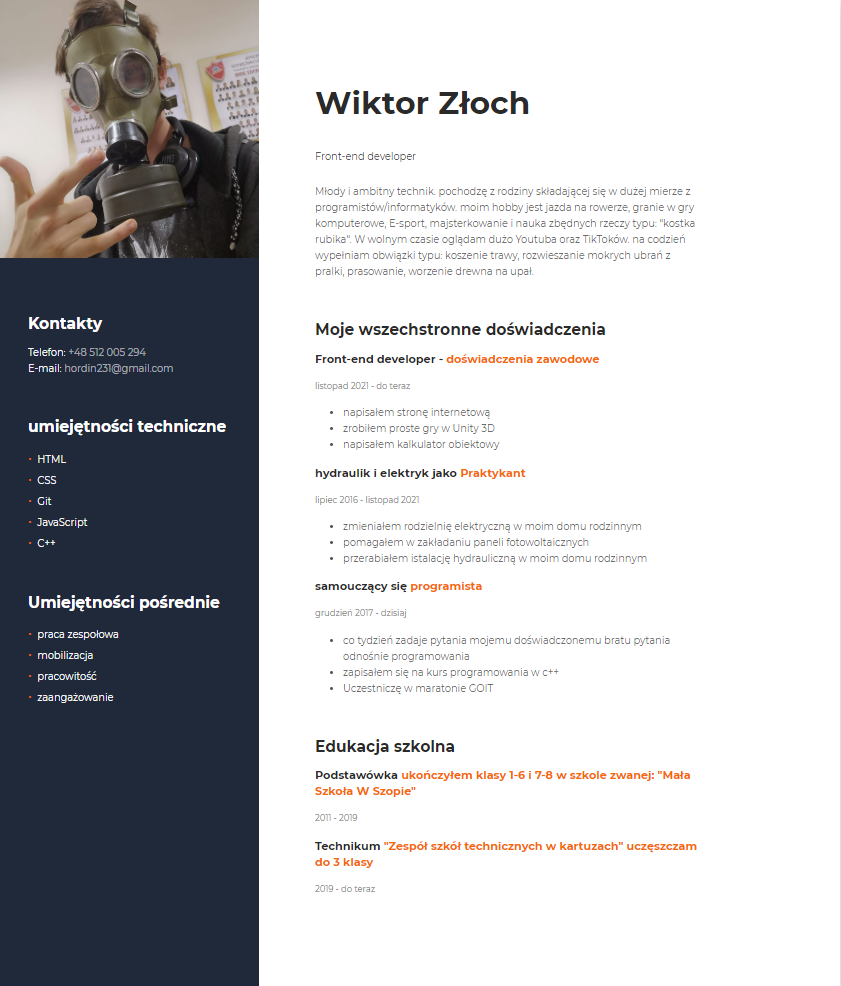 Kontakty
Telefon: +48 512 005 294
E-mail: hordin231@gmail.com
umiejętności techniczne
HTML
CSS
Git
JavaScript
C++
Umiejętności pośrednie
praca zespołowa
mobilizacja
pracowitość
zaangażowanie
Wiktor Złoch
Front-end developer
Młody i ambitny technik. pochodzę z rodziny składającej się w dużej mierze z
programistów/informatyków. moim hobby jest jazda na rowerze, granie w gry
komputerowe, E-sport, majsterkowanie i nauka zbędnych rzeczy typu: "kostka
rubika". W wolnym czasie oglądam dużo Youtuba oraz TikToków. na codzień
wypełniam obwiązki typu: koszenie trawy, rozwieszanie mokrych ubrań z
pralki, prasowanie, worzenie drewna na upał.
Moje wszechstronne doświadczenia
Front-end developer - doświadczenia zawodowe
listopad 2021 - do teraz
• napisałem stronę internetową
• zrobiłem proste gry w Unity 3D
• napisałem kalkulator obiektowy
hydraulik i elektryk jako Praktykant
lipiec 2016 - listopad 2021
• zmieniałem rodzielnię elektryczną w moim domu rodzinnym
• pomagałem w zakładaniu paneli fotowoltaicznych
• przerabiałem istalację hydrauliczną w moim domu rodzinnym
samouczący się programista
grudzień 2017 - dzisiaj
• co tydzień zadaje pytania mojemu doświadczonemu bratu pytania
odnośnie programowania
• zapisałem się na kurs programowania w c++
• Uczestniczę w maratonie GOIT
Edukacja szkolna
Podstawówka ukończyłem klasy 1-6 i 7-8 w szkole zwanej: "Mała
Szkoła W Szopie"
2011 - 2019
Technikum "Zespół szkół technicznych w kartuzach" uczęszczam
do 3 klasy
2019 - do teraz